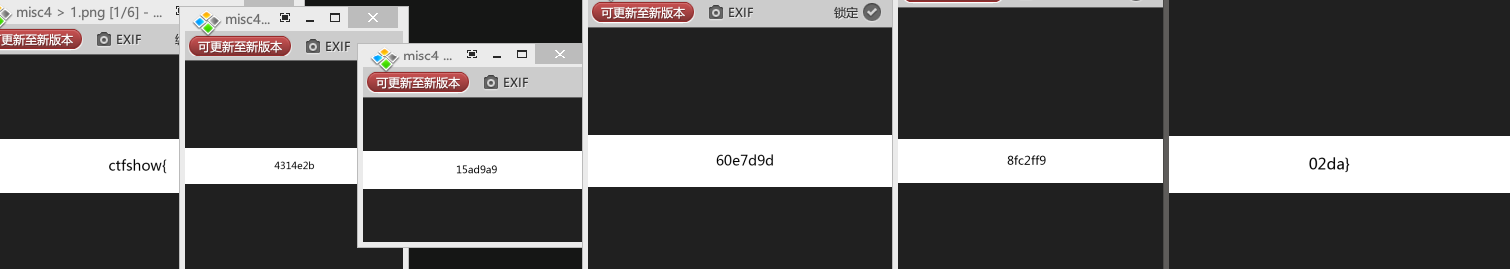 misc4 > 1.png [1/6] - ...
可更新至新版本
EXIF
misc4...
可更新至新版本
EXIF
misc4 ...
可更新至新版本
EXIF
可更新至新版本
EXIF
锁定
ctfshow{
4314e2b
15ad9a9
60e7d9d
8fc2ff9
02da}